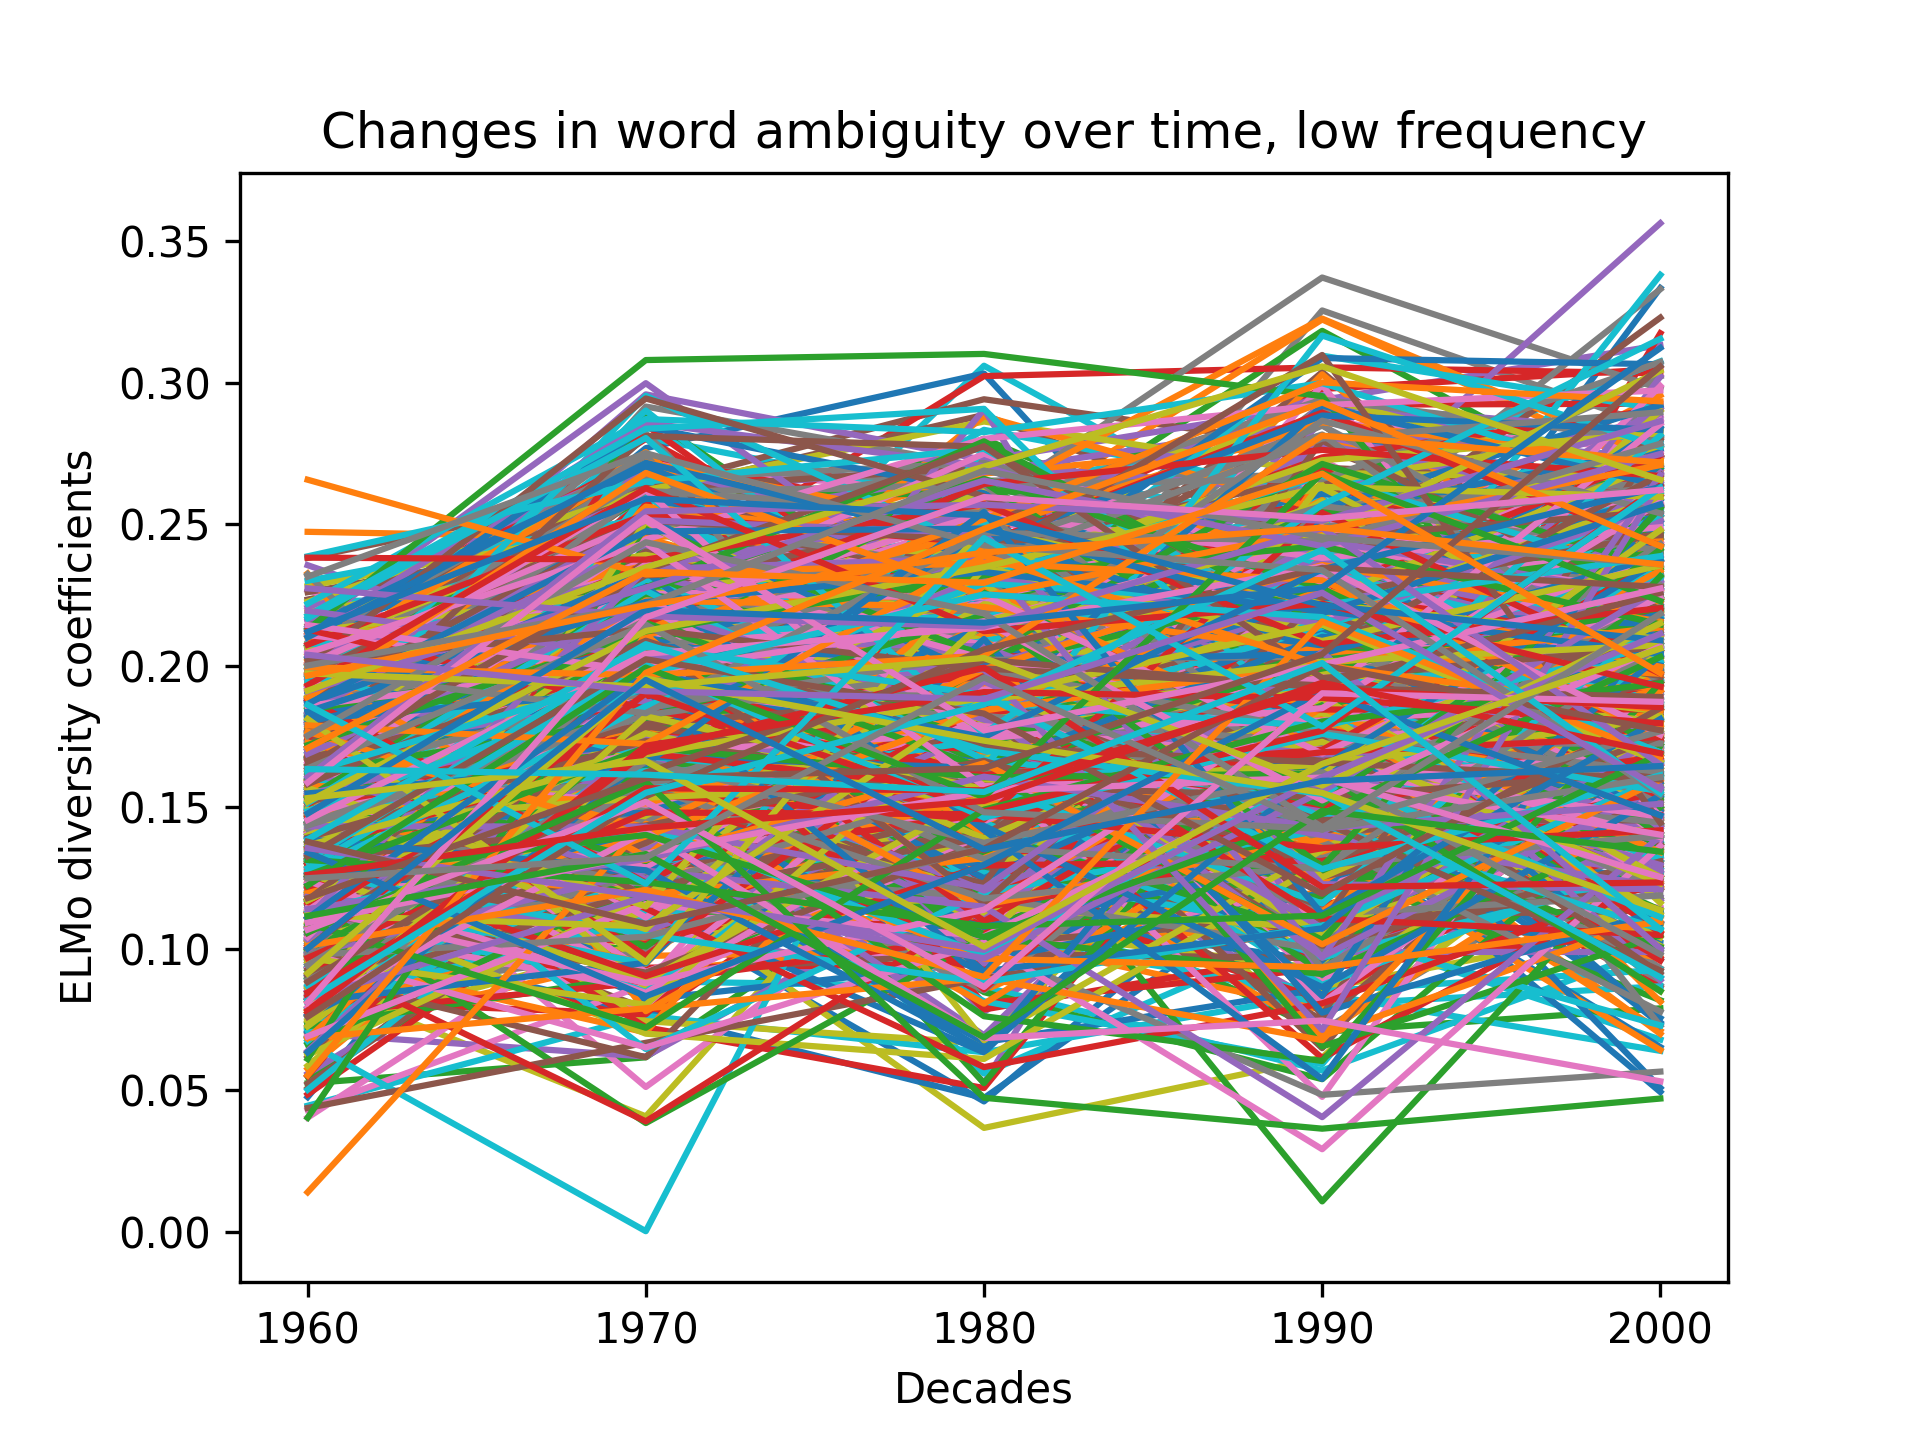 Changes in word ambiguity over time, low frequency
0.35
0.30
0.25
0.20
0.15
0.10
0.05
0.00
ELMo diversity coefficients
1960 1970 1980 1990 2000
Decades